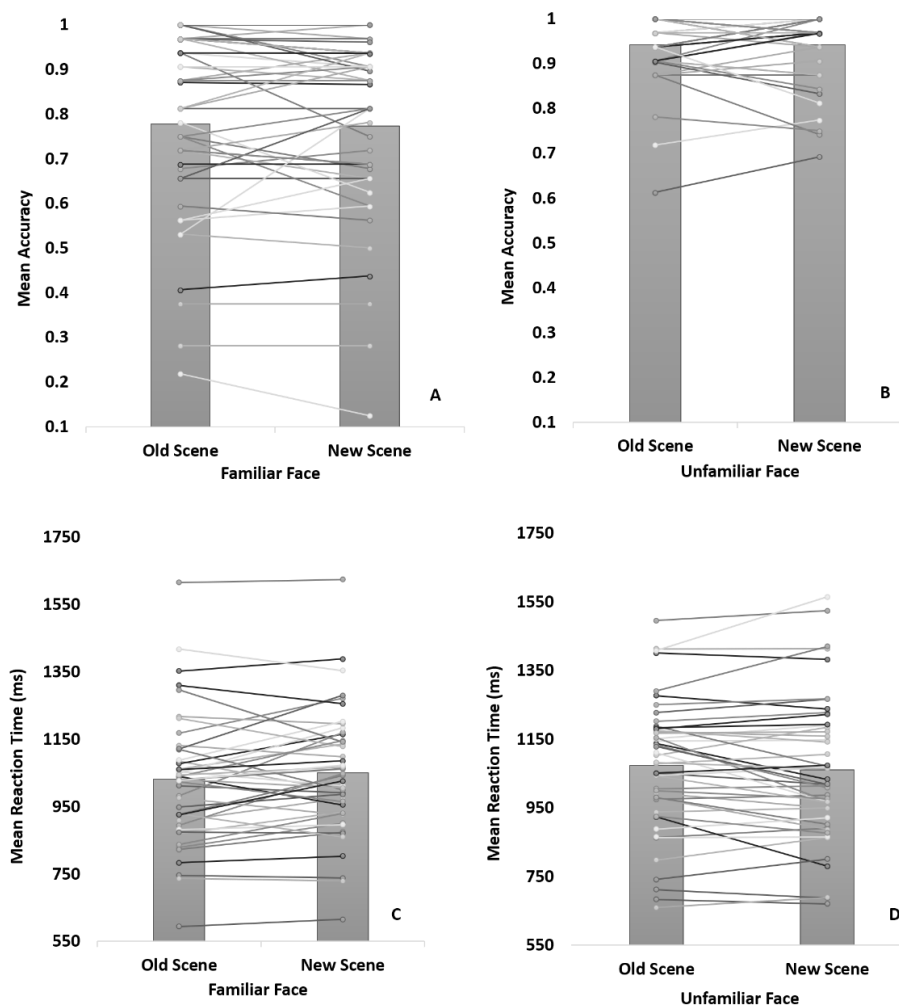 1
0.9
0.8
0.7
0.6
0.5
0.4
0.3
0.2
0.1
Mean Accuracy
Old Scene New Scene
Familiar Face
A
1
0.9
0.8
0.7
0.6
0.5
0.4
0.3
0.2
0.1
Mean Accuracy
Old Scene New Scene
Unfamiliar Face
B
1750
1550
1350
1150
950
750
550
Mean Reaction Time (ms)
Old Scene New Scene
Familiar Face
C
1750
1550
1350
1150
950
750
550
Mean Reaction Time (ms)
Old Scene New Scene
Unfamiliar Face
D